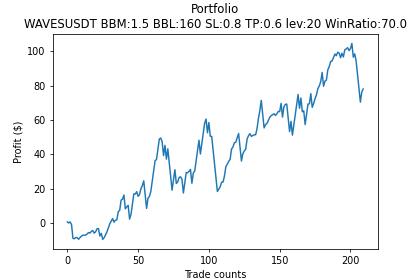 Portfolio
WAVESUSDT BBM:1.5 BBL:160 SL:0.8 TP:0.6 lev:20 WinRatio:70.0
Profit ($)
100
80
60
40
20
0
0
50
100
150
200
Trade counts